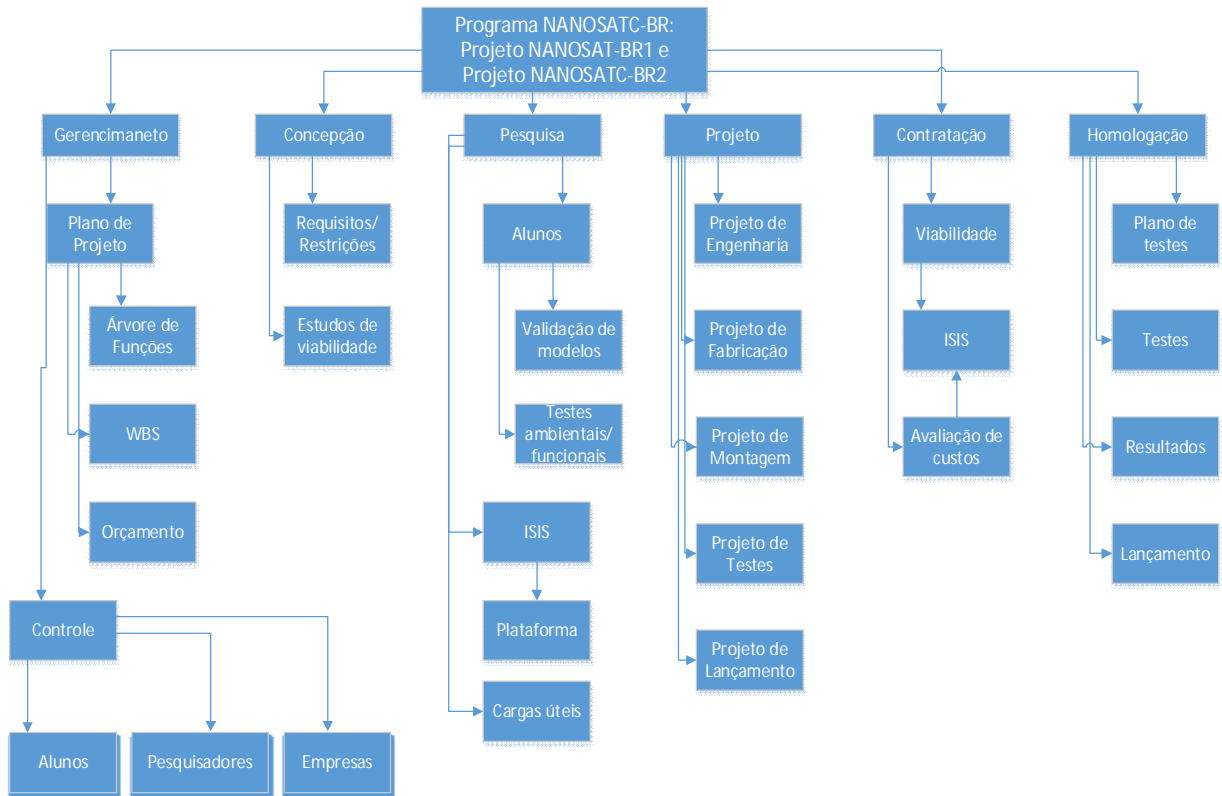 Programa NANOSATC-BR:
Projeto NANOSAT-BR1 e
Projeto NANOSATC-BR2
Gerencimaneto
Concepção
Pesquisa
Projeto
Contratação
Homologação
Plano de
Projeto
Requisitos/
Restrições
Alunos
Projeto de
Engenharia
Viabilidade
Plano de
testes
Árvore de
Funções
Estudos de
viabilidade
Validação de
modelos
Projeto de
Fabricação
ISIS
Testes
WBS
Testes
ambientais/
funcionais
Projeto de
Montagem
Avaliação de
custos
Resultados
Orçamento
ISIS
Projeto de
Testes
Lançamento
Controle
Plataforma
Projeto de
Lançamento
Cargas úteis
Alunos
Pesquisadores
Empresas